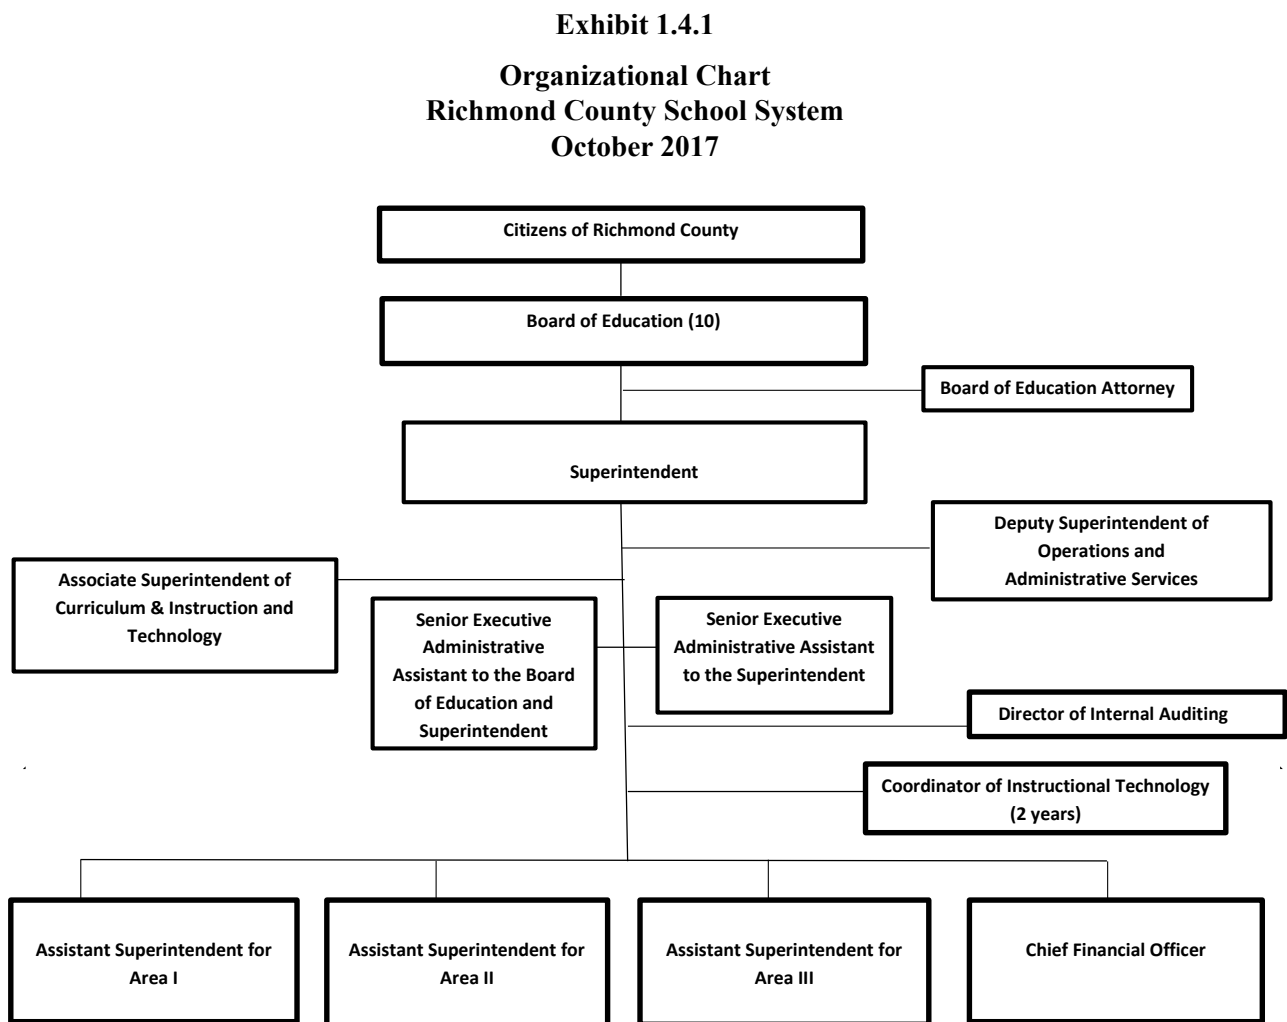 Exhibit 1.4.1
Organizational Chart
Richmond County School System
October 2017
Citizens of Richmond County
Board of Education (10)
Board of Education Attorney
Superintendent
Deputy Superintendent of
Operations and
Administrative Services
Associate Superintendent of
Curriculum & Instruction and
Technology
Senior Executive
Administrative
Assistant to the Board
of Education and
Superintendent
Senior Executive
Administrative Assistant
to the Superintendent
Director of Internal Auditing
Coordinator of Instructional Technology
(2 years)
Assistant Superintendent for
Area I
Assistant Superintendent for
Area II
Assistant Superintendent for
Area III
Chief Financial Officer